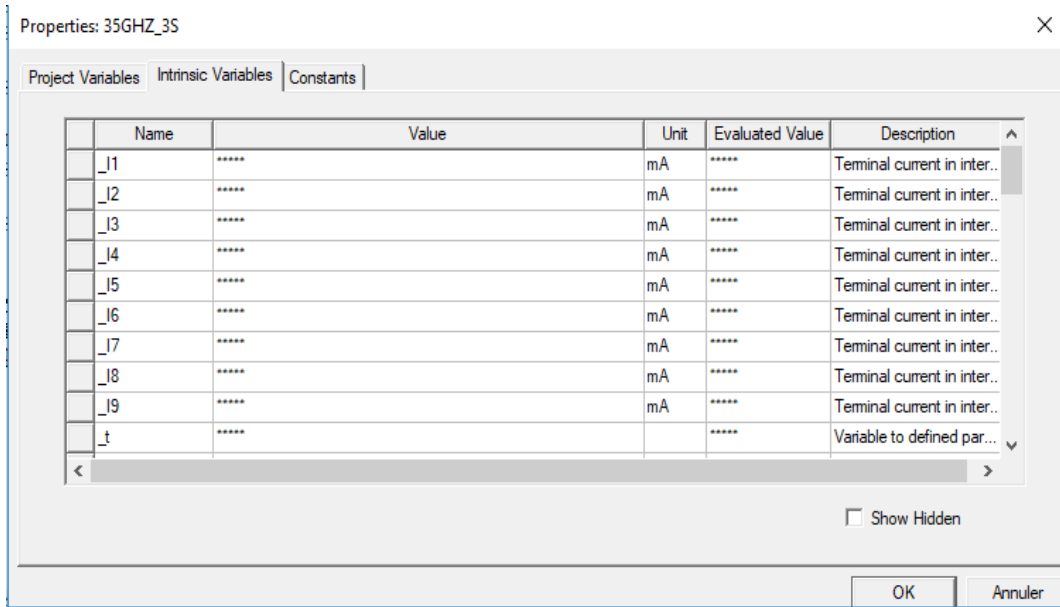 Properties: 35GHZ_3S
Project Variables Intrinsic Variables Constants
Name Value Unit Evaluated Value Description
_I1 ***** mA ***** Terminal current in inter..
_I2 ***** mA ***** Terminal current in inter..
_I3 ***** mA ***** Terminal current in inter..
_I4 ***** mA ***** Terminal current in inter..
_I5 ***** mA ***** Terminal current in inter..
_I6 ***** mA ***** Terminal current in inter..
_I7 ***** mA ***** Terminal current in inter..
_I8 ***** mA ***** Terminal current in inter..
_I9 ***** mA ***** Terminal current in inter..
_t ***** ***** Variable to defined par...
Show Hidden
OK Annuler